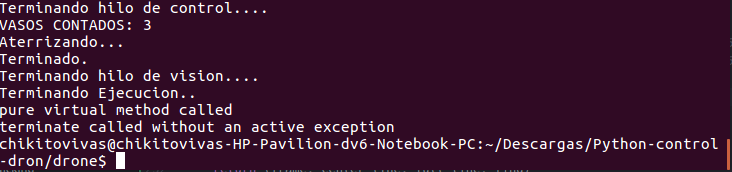 Terminando hilo de control....
VASOS CONTADOS: 3
Aterrizando...
Terminado.
Terminando hilo de vision....
Terminando Ejecucion..
pure virtual method called
terminate called without an active exception
chikitovivas@chikitovivas-HP-Pavilion-dv6-Notebook-PC:~/Descargas/Python-control
-dron/drone$